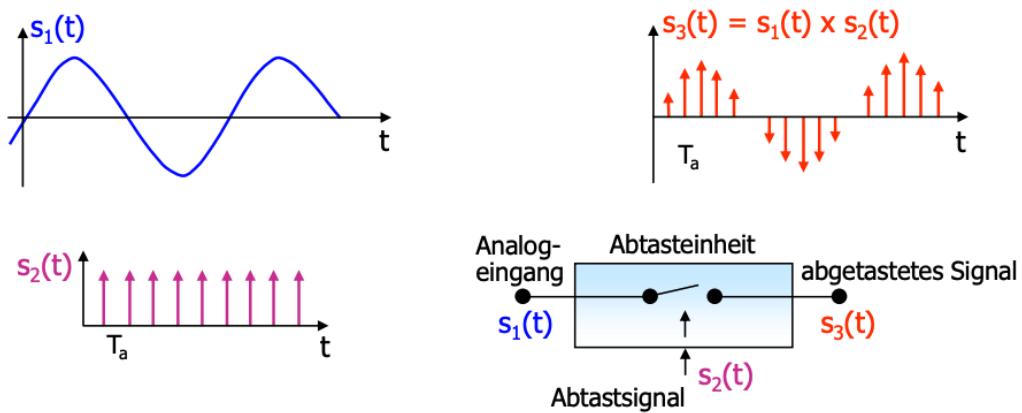 s1(t)
t
s3(t) = s1(t) x s2(t)
Ta
t
s2(t)
Ta
t
Analog-
eingang
Abtasteinheit
abgetastetes Signal
s1(t)
s3(t)
s2(t)
Abtastsignal